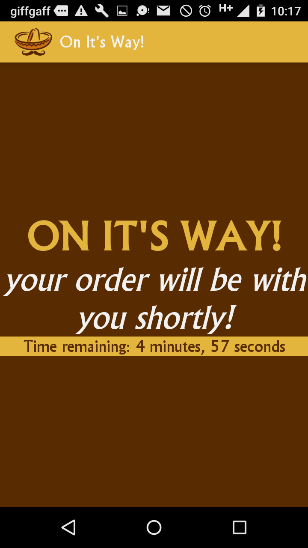 giffgaff H+ 10:17
On It's Way!
ON IT'S WAY!
your order will be with
you shortly!
Time remaining: 4 minutes, 57 seconds